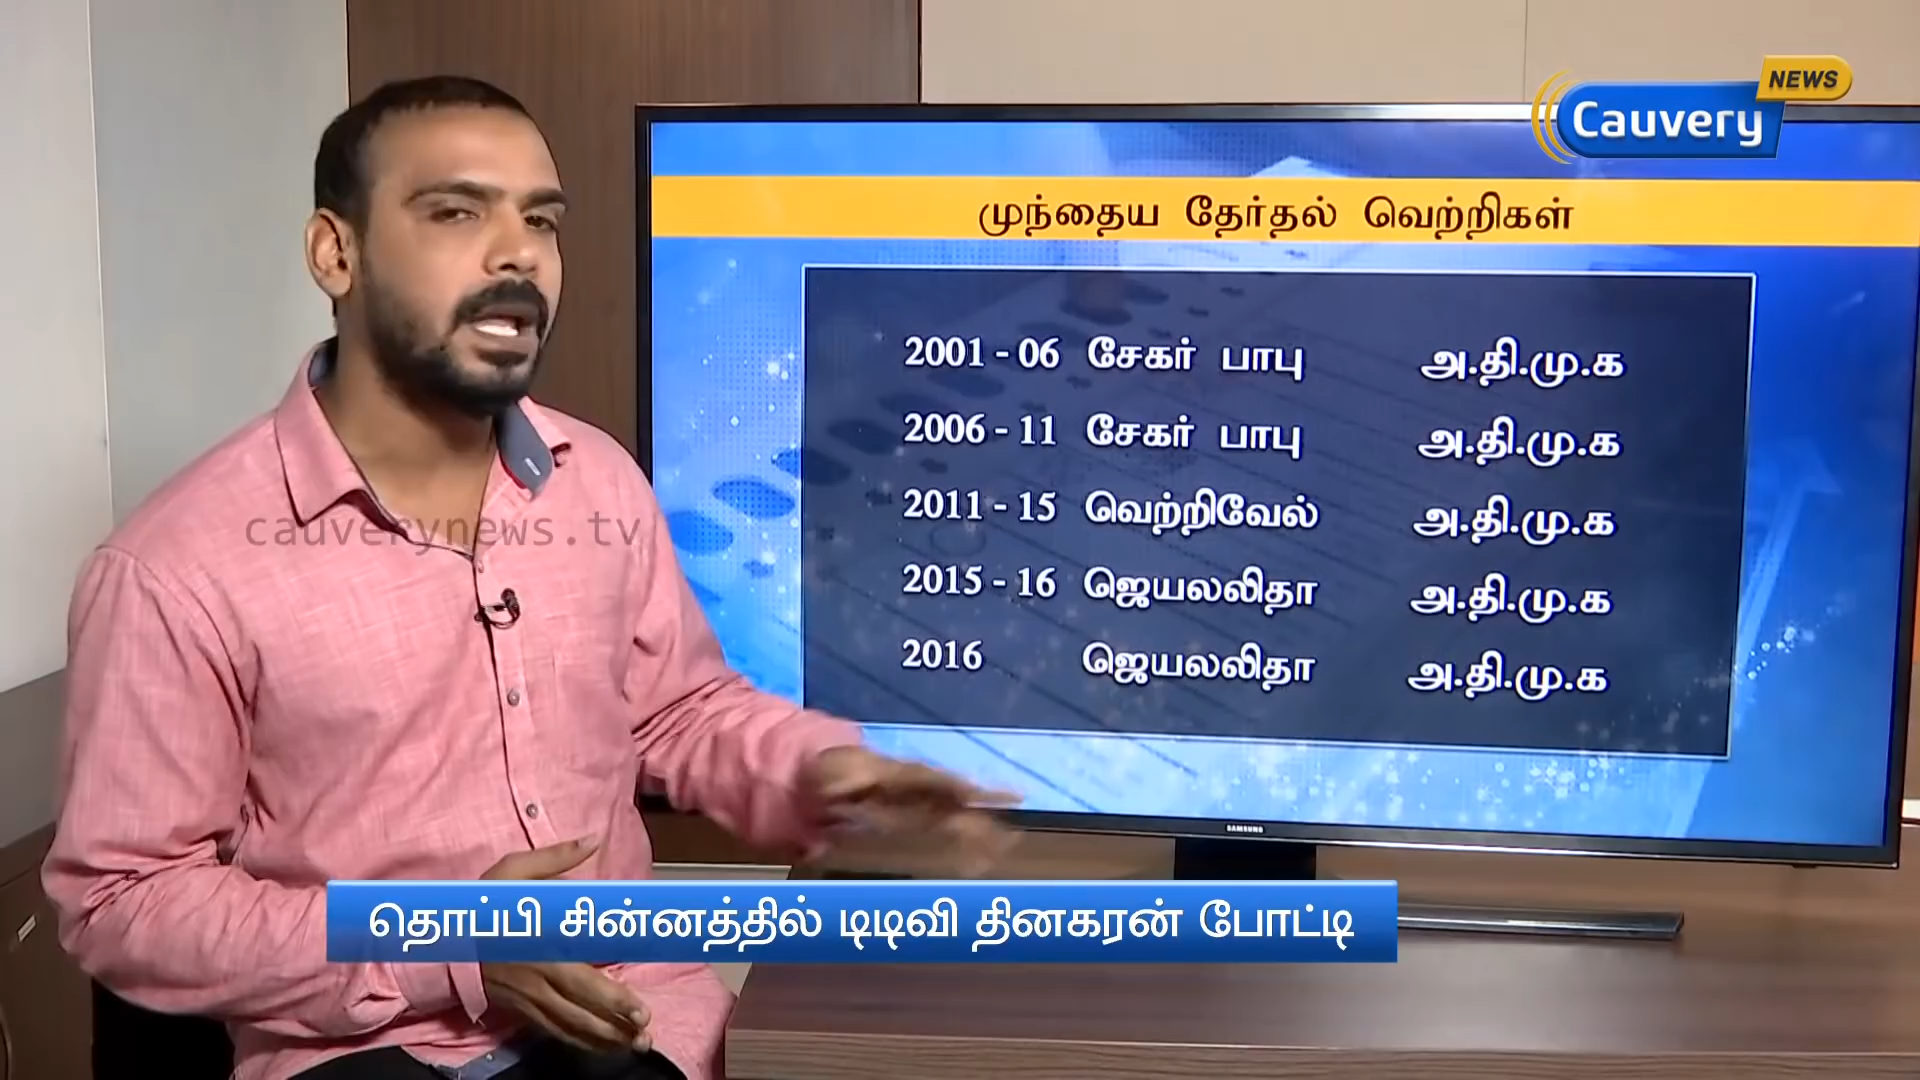 NEWS
Cauvery
முந்தைய தேர்தல் வெற்றிகள்
2001 - 06 சேகர் பாபு அ.தி.மு.க
2006 - 11 சேகர் பாபு அ.தி.மு.க
2011 - 15 வெற்றிவேல் அ.தி.மு.க
2015 - 16 ஜெயலலிதா அ.தி.மு.க
2016 ஜெயலலிதா அ.தி.மு.க
cauverynews.tv
SAMSUNG
தொப்பி சின்னத்தில் டிடிவி தினகரன் போட்டி